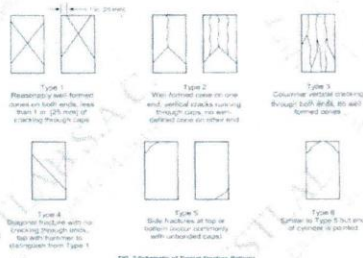 Type 1
Reasonably well formed
cones on both ends, less
than 1 in. [25 mm] of
cracking through caps
Type 2
Well formed cone on one
end, vertical cracks running
through caps, no well-
defined cone on other end
Type 3
Columnar vertical cracking
through both ends, no well-
formed cones
Type 4
Diagonal fracture with no
cracking through ends,
tap with hammer to
distinguish from Type 1
Type 5
Side fractures at top or
bottom (occur commonly
with unbonded caps)
Type 6
Similar to Type 5 but end
of cylinder is pointed